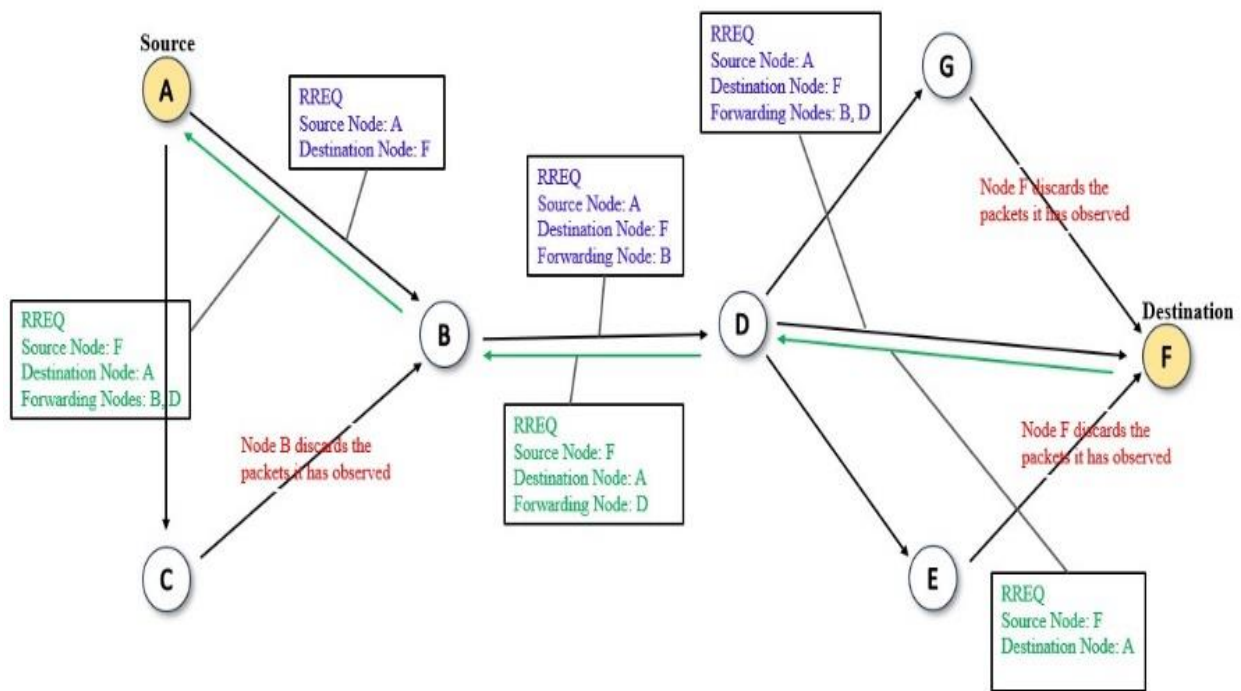 Source
A
RREQ
Source Node: A
Destination Node: F
RREQ
Source Node: A
Destination Node: F
Forwarding Node: B
RREQ
Source Node: A
Destination Node: F
Forwarding Nodes: B, D
G
Node F discards the
packets it has observed
RREQ
Source Node: F
Destination Node: A
Forwarding Nodes: B, D
B
D
Destination
F
Node B discards the
packets it has observed
RREQ
Source Node: F
Destination Node: A
Forwarding Node: D
Node F discards the
packets it has observed
C
E
RREQ
Source Node: F
Destination Node: A